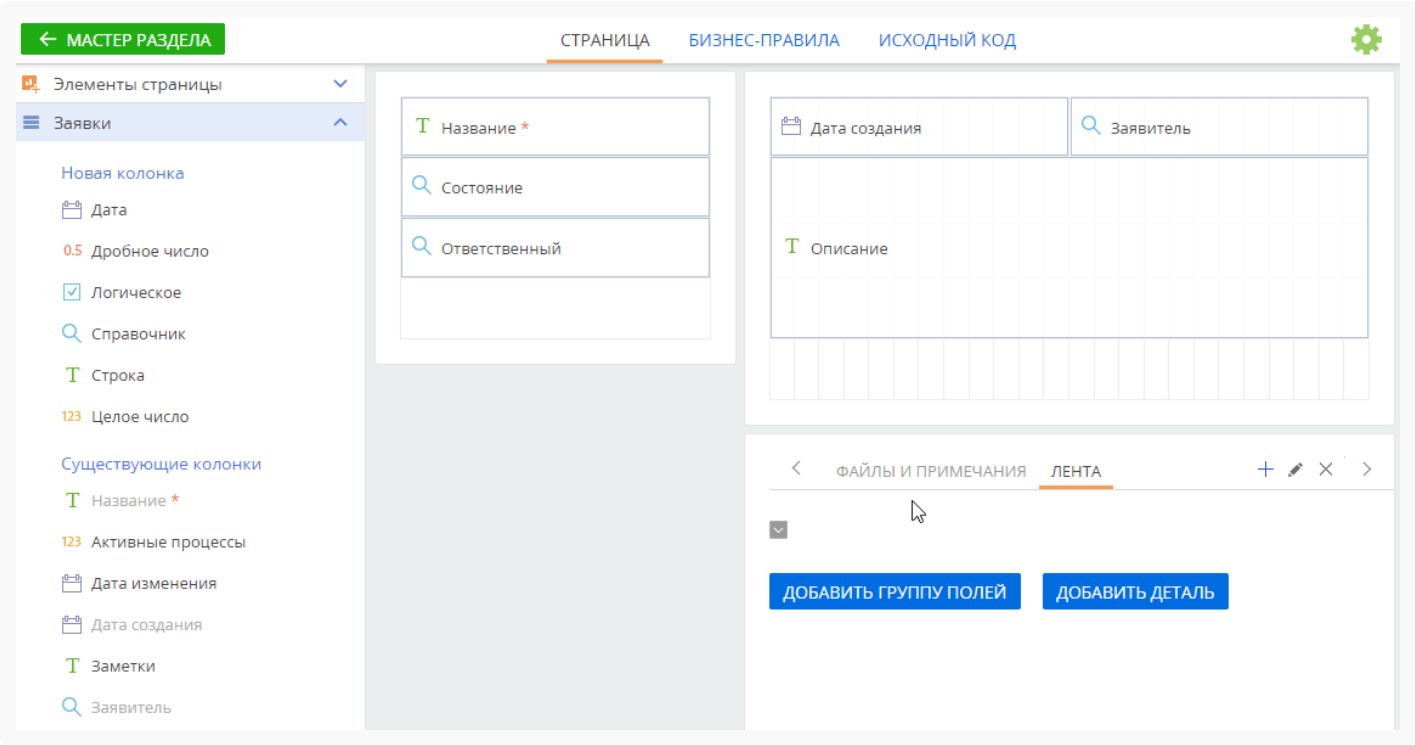 МАСТЕР РАЗДЕЛА
СТРАНИЦА БИЗНЕС-ПРАВИЛА ИСХОДНЫЙ КОД
Элементы страницы
Заявки
Новая колонка
Дата
0.5 Дробное число
Логическое
Справочник
T Строка
123 Целое число
Существующие колонки
T Название *
123 Активные процессы
Дата изменения
Дата создания
T Заметки
Заявитель
T Название *
Состояние
Ответственный
Дата создания Заявитель
T Описание
ФАЙЛЫ И ПРИМЕЧАНИЯ ЛЕНТА
ДОБАВИТЬ ГРУППУ ПОЛЕЙ ДОБАВИТЬ ДЕТАЛЬ